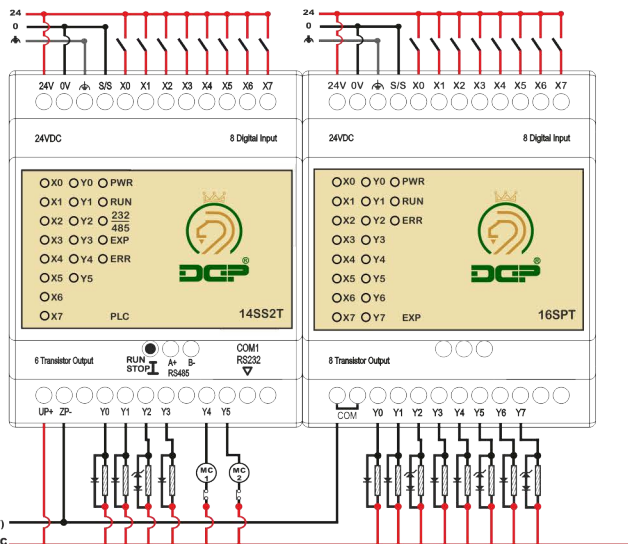 24 24
0 0
24V 0V S/S X0 X1 X2 X3 X4 X5 X6 X7 24V 0V S/S X0 X1 X2 X3 X4 X5 X6 X7
24VDC 8 Digital Input 24VDC 8 Digital Input
X0 Y0 PWR X0 Y0 PWR
X1 Y1 RUN X1 Y1 RUN
X2 Y2 232 X2 Y2 ERR
485
X3 Y3 EXP X3 Y3
X4 Y4 ERR X4 Y4
DGP ® DGP ®
X5 Y5 X5 Y5
X6 X6 Y6
X7 PLC 14SS2T X7 Y7 EXP 16SPT
6 Transistor Output RUN A+ B- COM1 8 Transistor Output
STOP RS485 RS232
UP+ ZP- Y0 Y1 Y2 Y3 Y4 Y5 COM Y0 Y1 Y2 Y3 Y4 Y5 Y6 Y7
MC MC
1 2
)
C